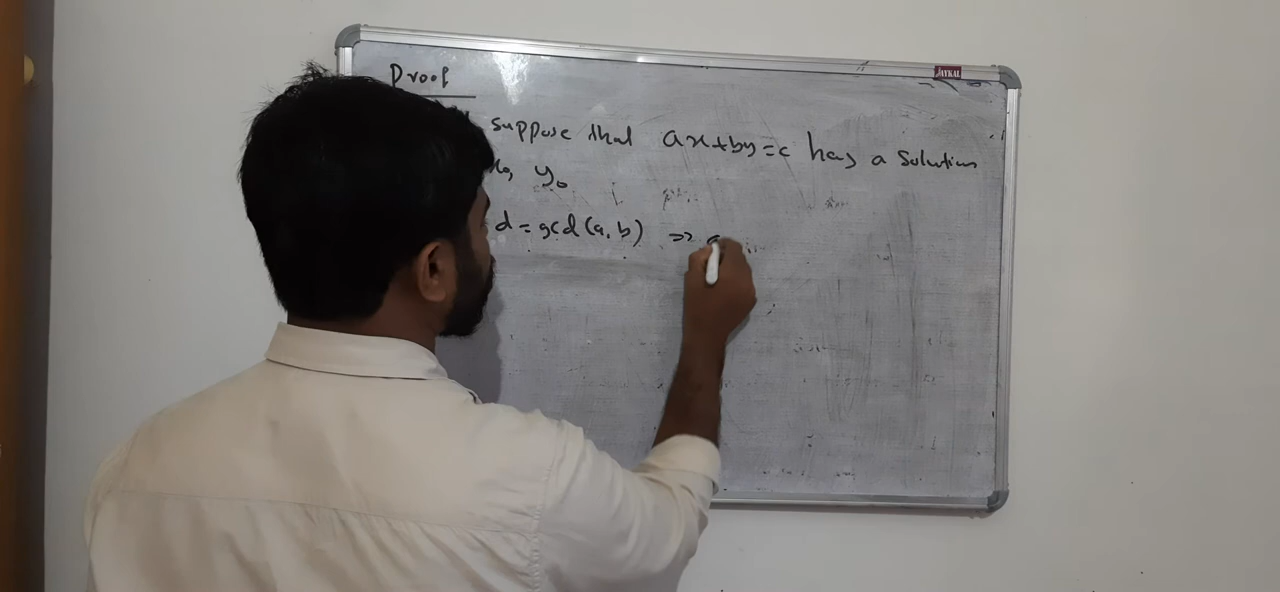 Proof
JAYKAL
suppose that ax+by=c has a solution
y₀
d = gcd(a, b) ⇒